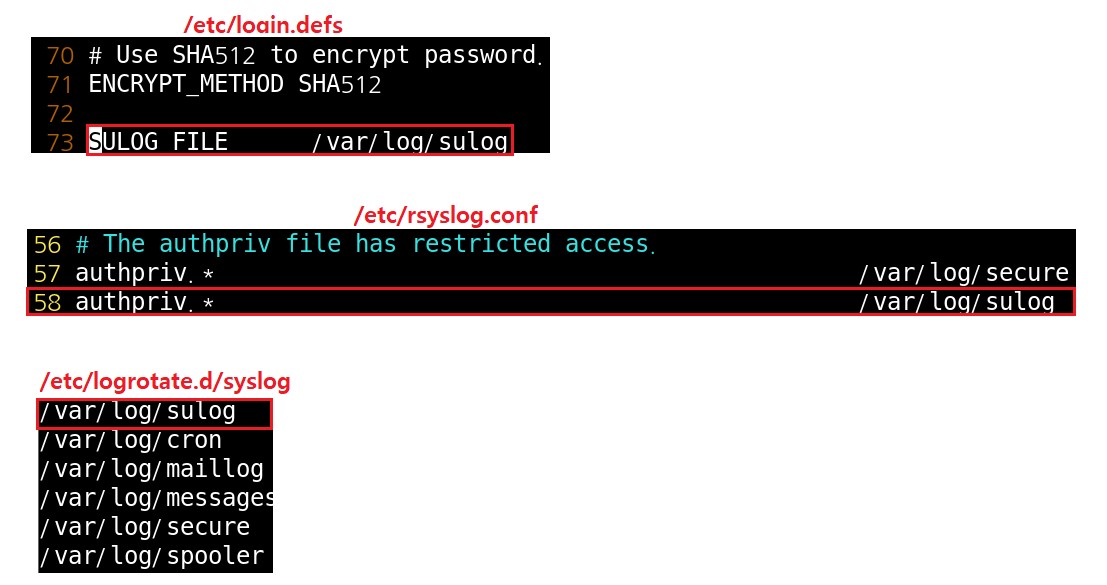 /etc/login.defs
70 # Use SHA512 to encrypt password.
71 ENCRYPT_METHOD SHA512
72
73 SULOG FILE /var/log/sulog
/etc/rsyslog.conf
56 # The authpriv file has restricted access.
57 authpriv.* /var/log/secure
58 authpriv.* /var/log/sulog
/etc/logrotate.d/syslog
/var/log/sulog
/var/log/cron
/var/log/maillog
/var/log/messages
/var/log/secure
/var/log/spooler